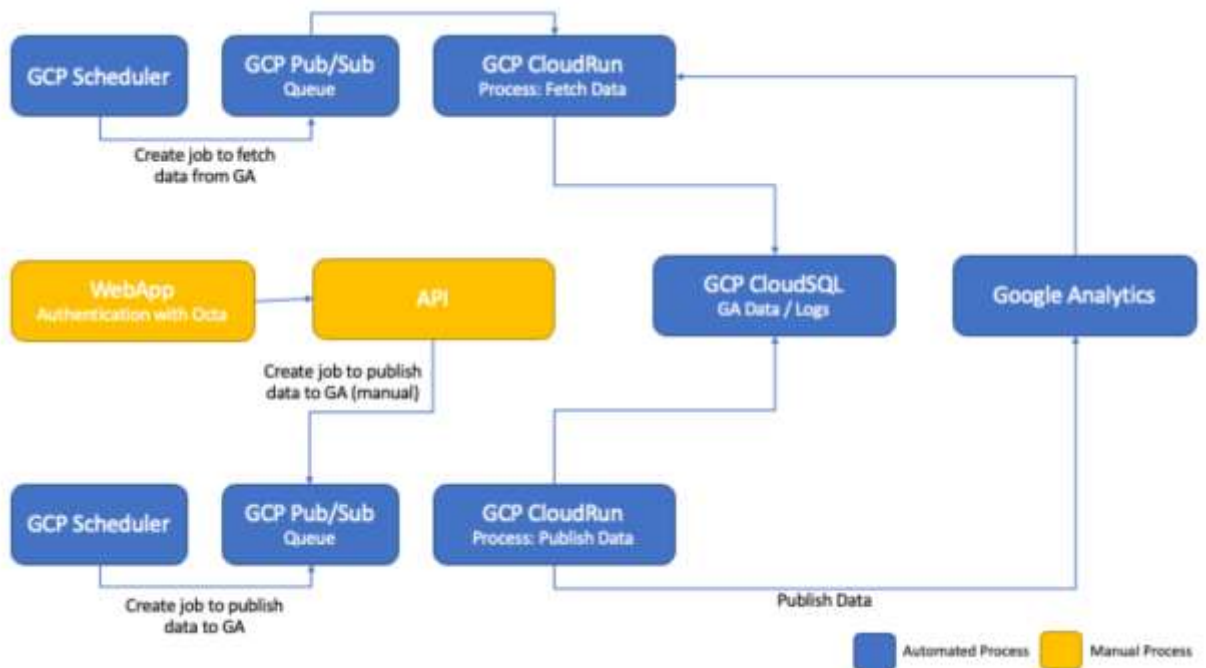 GCP Scheduler
GCP Pub/Sub
Queue
GCP CloudRun
Process: Fetch Data
Create job to fetch
data from GA
WebApp
Authentication with Octa
API
GCP CloudSQL
GA Data / Logs
Google Analytics
Create job to publish
data to GA (manual)
GCP Scheduler
GCP Pub/Sub
Queue
GCP CloudRun
Process: Publish Data
Create job to publish
data to GA
Publish Data
Automated Process
Manual Process